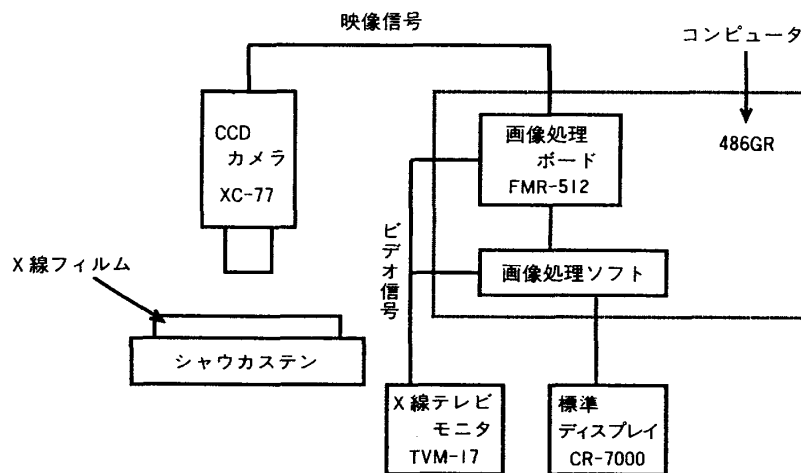 映像信号
コンピュータ
CCD
カメラ
XC-77
画像処理
ボード
FMR-512
486GR
ビデオ信号
X線フィルム
画像処理ソフト
シャウカステン
X線テレビ
モニタ
TVM-17
標準
ディスプレイ
CR-7000